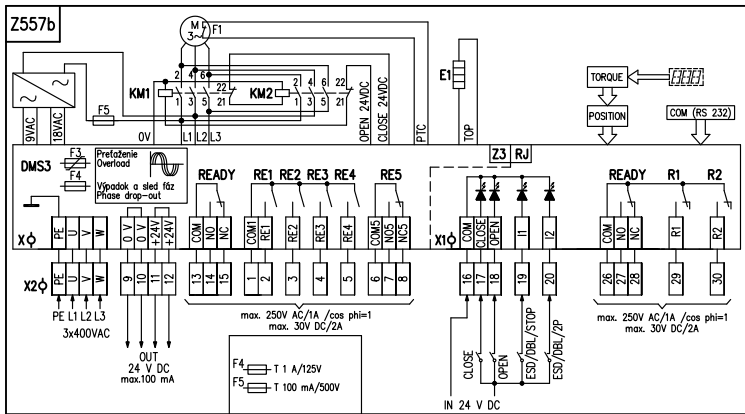 Z557b
M
3~
F1
2 4 6
22
KM1
1 3 5
21
2 4 6
22
KM2
1 3 5
21
F5
9VAC
18VAC
0V
L1 L2 L3
OPEN 24VDC
CLOSE 24VDC
PTC
E1
TOP
TORQUE
POSITION
COM (RS 232)
DMS3
F3
Preťaženie
Overload
F4
Výpadok a sled fáz
Phase drop-out
READY
RE1 RE2 RE3 RE4
RE5
Z3 RJ
READY
R1
R2
X
PE U V W
0 V
0 V
+24V
+24V
COM NO NC
COM1 RE1 RE2 RE3 RE4
COM5 NO5 NC5
X1
COM CLOSE OPEN I1 I2
COM NO NC R1 R2
X2
PE U V W
9 10 11 12
13 14 15
1 2 3 4 5
6 7 8
16 17 18 19 20
26 27 28 29 30
PE L1 L2 L3
3x400VAC
OUT
24 V DC
max.100 mA
max. 250V AC/1A /cos phi=1
max. 30V DC/2A
F4 T 1 A/125V
F5 T 100 mA/500V
CLOSE
OPEN
ESD/DBL/STOP
ESD/DBL/2P
IN 24 V DC
max. 250V AC/1A /cos phi=1
max. 30V DC/2A